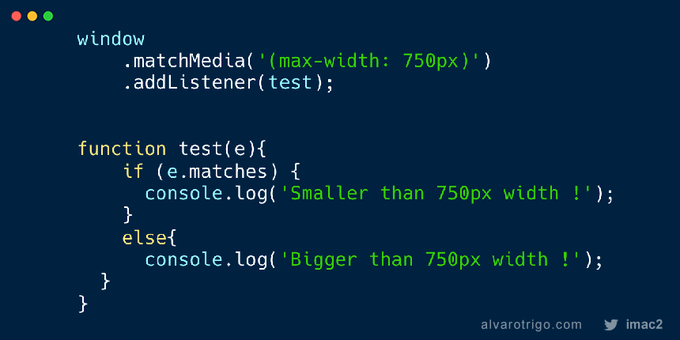 window
.matchMedia('(max-width: 750px)')
.addListener(test);
function test(e){
if (e.matches) {
console.log('Smaller than 750px width !');
}
else{
console.log('Bigger than 750px width !');
}
}
alvarotrigo.com imac2